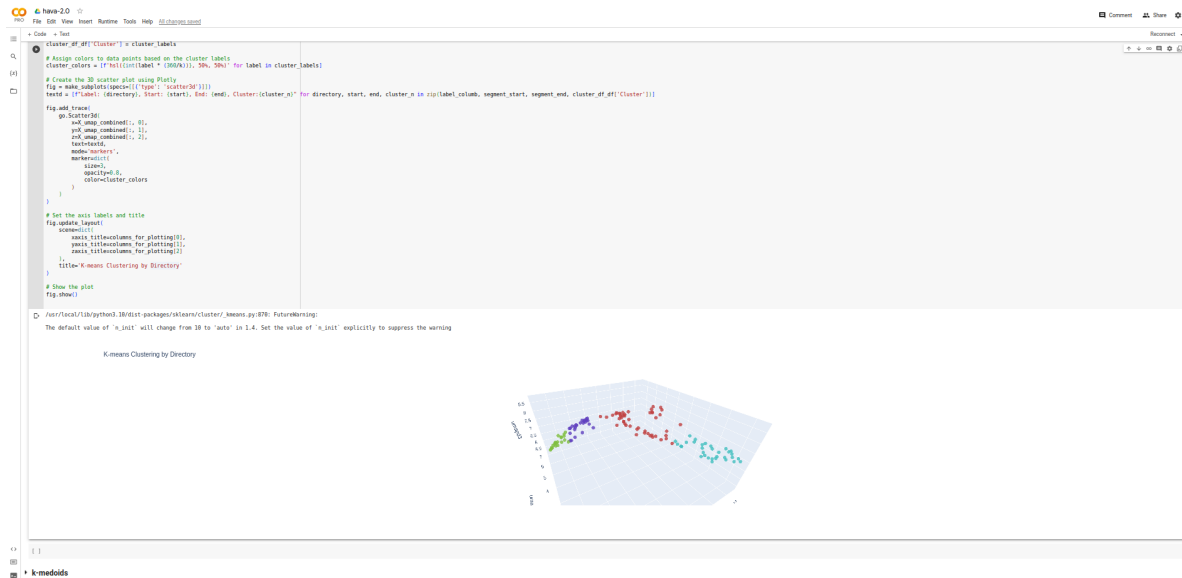 CO
PRO
hava-2.0
File Edit View Insert Runtime Tools Help All changes saved
Comment Share
+ Code + Text
Reconnect
cluster_df_df['Cluster'] = cluster_labels
# Assign colors to data points based on the cluster labels
cluster_colors = [f'hsl({int(label * (360/k))}, 50%, 50%)' for label in cluster_labels]
# Create the 3D scatter plot using Plotly
fig = make_subplots(specs=[[{'type': 'scatter3d'}]])
textd = [f"Label: {directory}, Start: {start}, End: {end}, Cluster:{cluster_n}" for directory, start, end, cluster_n in zip(label_columb, segment_start, segment_end, cluster_df_df['Cluster'])]
fig.add_trace(
go.Scatter3d(
x=X_umap_combined[:, 0],
y=X_umap_combined[:, 1],
z=X_umap_combined[:, 2],
text=textd,
mode='markers',
marker=dict(
size=3,
opacity=0.8,
color=cluster_colors
)
)
)
# Set the axis labels and title
fig.update_layout(
scene=dict(
xaxis_title=columns_for_plotting[0],
yaxis_title=columns_for_plotting[1],
zaxis_title=columns_for_plotting[2]
),
title='K-means Clustering by Directory'
)
# Show the plot
fig.show()
/usr/local/lib/python3.10/dist-packages/sklearn/cluster/_kmeans.py:870: FutureWarning:
The default value of `n_init` will change from 10 to 'auto' in 1.4. Set the value of `n_init` explicitly to suppress the warning
K-means Clustering by Directory
[ ]
k-medoids